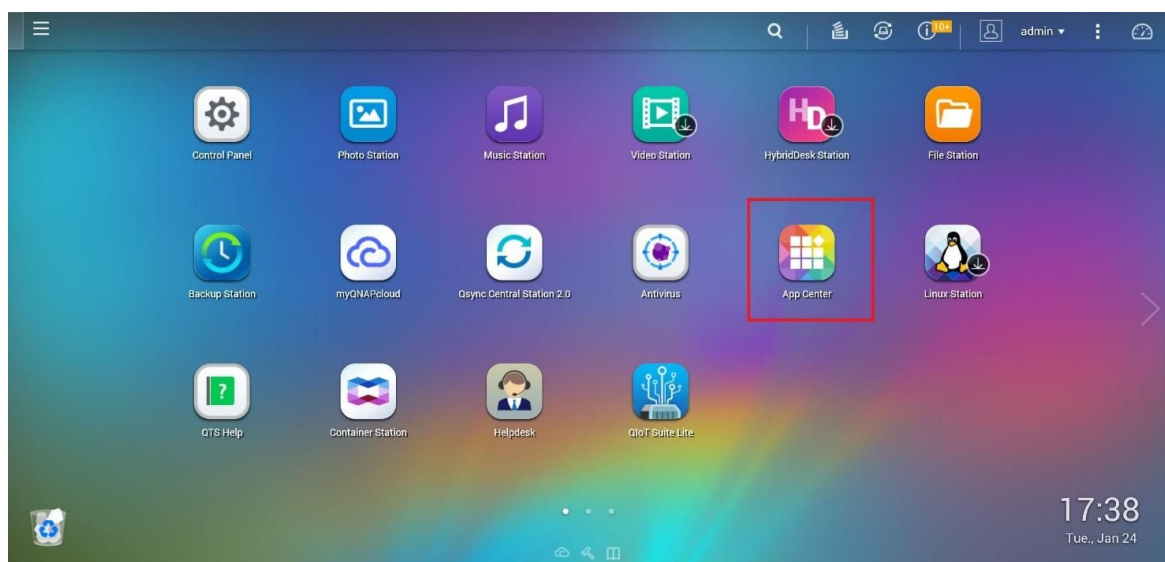 10+
admin
Control Panel
Photo Station
Music Station
Video Station
HD
HybridDesk Station
File Station
Backup Station
myQNAPcloud
Qsync Central Station 2.0
Antivirus
App Center
Linux Station
?
QTS Help
Container Station
Helpdesk
QIoT Suite Lite
17:38
Tue., Jan 24